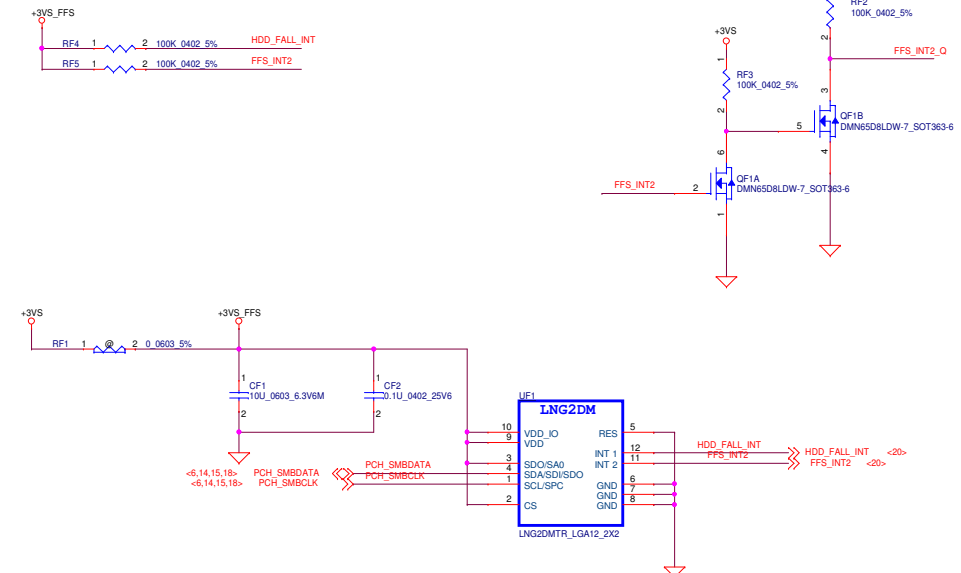 +3VS_FFS
RF4 1 2 100K_0402_5% HDD_FALL_INT
RF5 1 2 100K_0402_5% FFS_INT2
RF2
100K_0402_5%
2
+3VS
1
RF3
100K_0402_5%
2
FFS_INT2_Q
3
5
QF1B
DMN65D8LDW-7_SOT363-6
4
6
FFS_INT2 2
QF1A
DMN65D8LDW-7_SOT363-6
1
+3VS
RF1 1 @ 2 0_0603_5%
+3VS_FFS
1
CF1
10U_0603_6.3V6M
2
1
CF2
0.1U_0402_25V6
2
UF1
LNG2DM
10 VDD_IO
9 VDD
3 SDO/SA0
4 SDA/SDI/SDO
1 SCL/SPC
2 CS
RES 5
INT 1 12
INT 2 11
GND 6
GND 7
GND 8
LNG2DMTR_LGA12_2X2
<6,14,15,18> PCH_SMBDATA PCH_SMBDATA
<6,14,15,18> PCH_SMBCLK PCH_SMBCLK
HDD_FALL_INT HDD_FALL_INT <20>
FFS_INT2 FFS_INT2 <20>